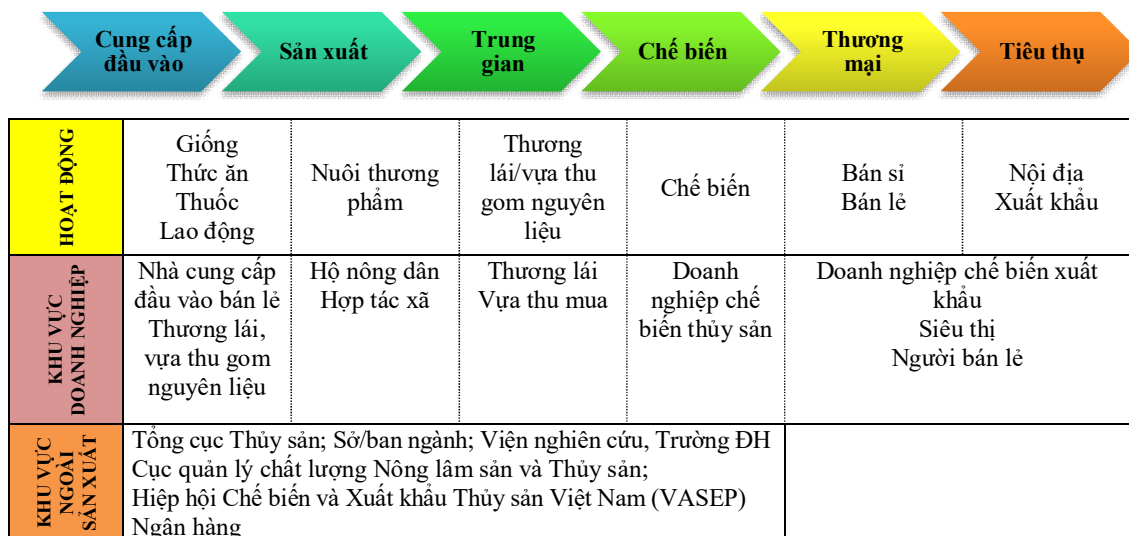 Cung cấp
đầu vào
Sản xuất
Trung
gian
Chế biến
Thương
mại
Tiêu thụ
HOẠT ĐỘNG
Giống
Thức ăn
Thuốc
Lao động
Nuôi thương
phẩm
Thương
lái/vựa thu
gom nguyên
liệu
Chế biến
Bán sỉ
Bán lẻ
Nội địa
Xuất khẩu
KHU VỰC
DOANH NGHIỆP
Nhà cung cấp
đầu vào bán lẻ
Thương lái,
vựa thu gom
nguyên liệu
Hộ nông dân
Hợp tác xã
Thương lái
Vựa thu mua
Doanh
nghiệp chế
biến thủy sản
Doanh nghiệp chế biến xuất
khẩu
Siêu thị
Người bán lẻ
KHU VỰC
NGOÀI
SẢN XUẤT
Tổng cục Thủy sản; Sở/ban ngành; Viện nghiên cứu, Trường ĐH
Cục quản lý chất lượng Nông lâm sản và Thủy sản;
Hiệp hội Chế biến và Xuất khẩu Thủy sản Việt Nam (VASEP)
Ngân hàng